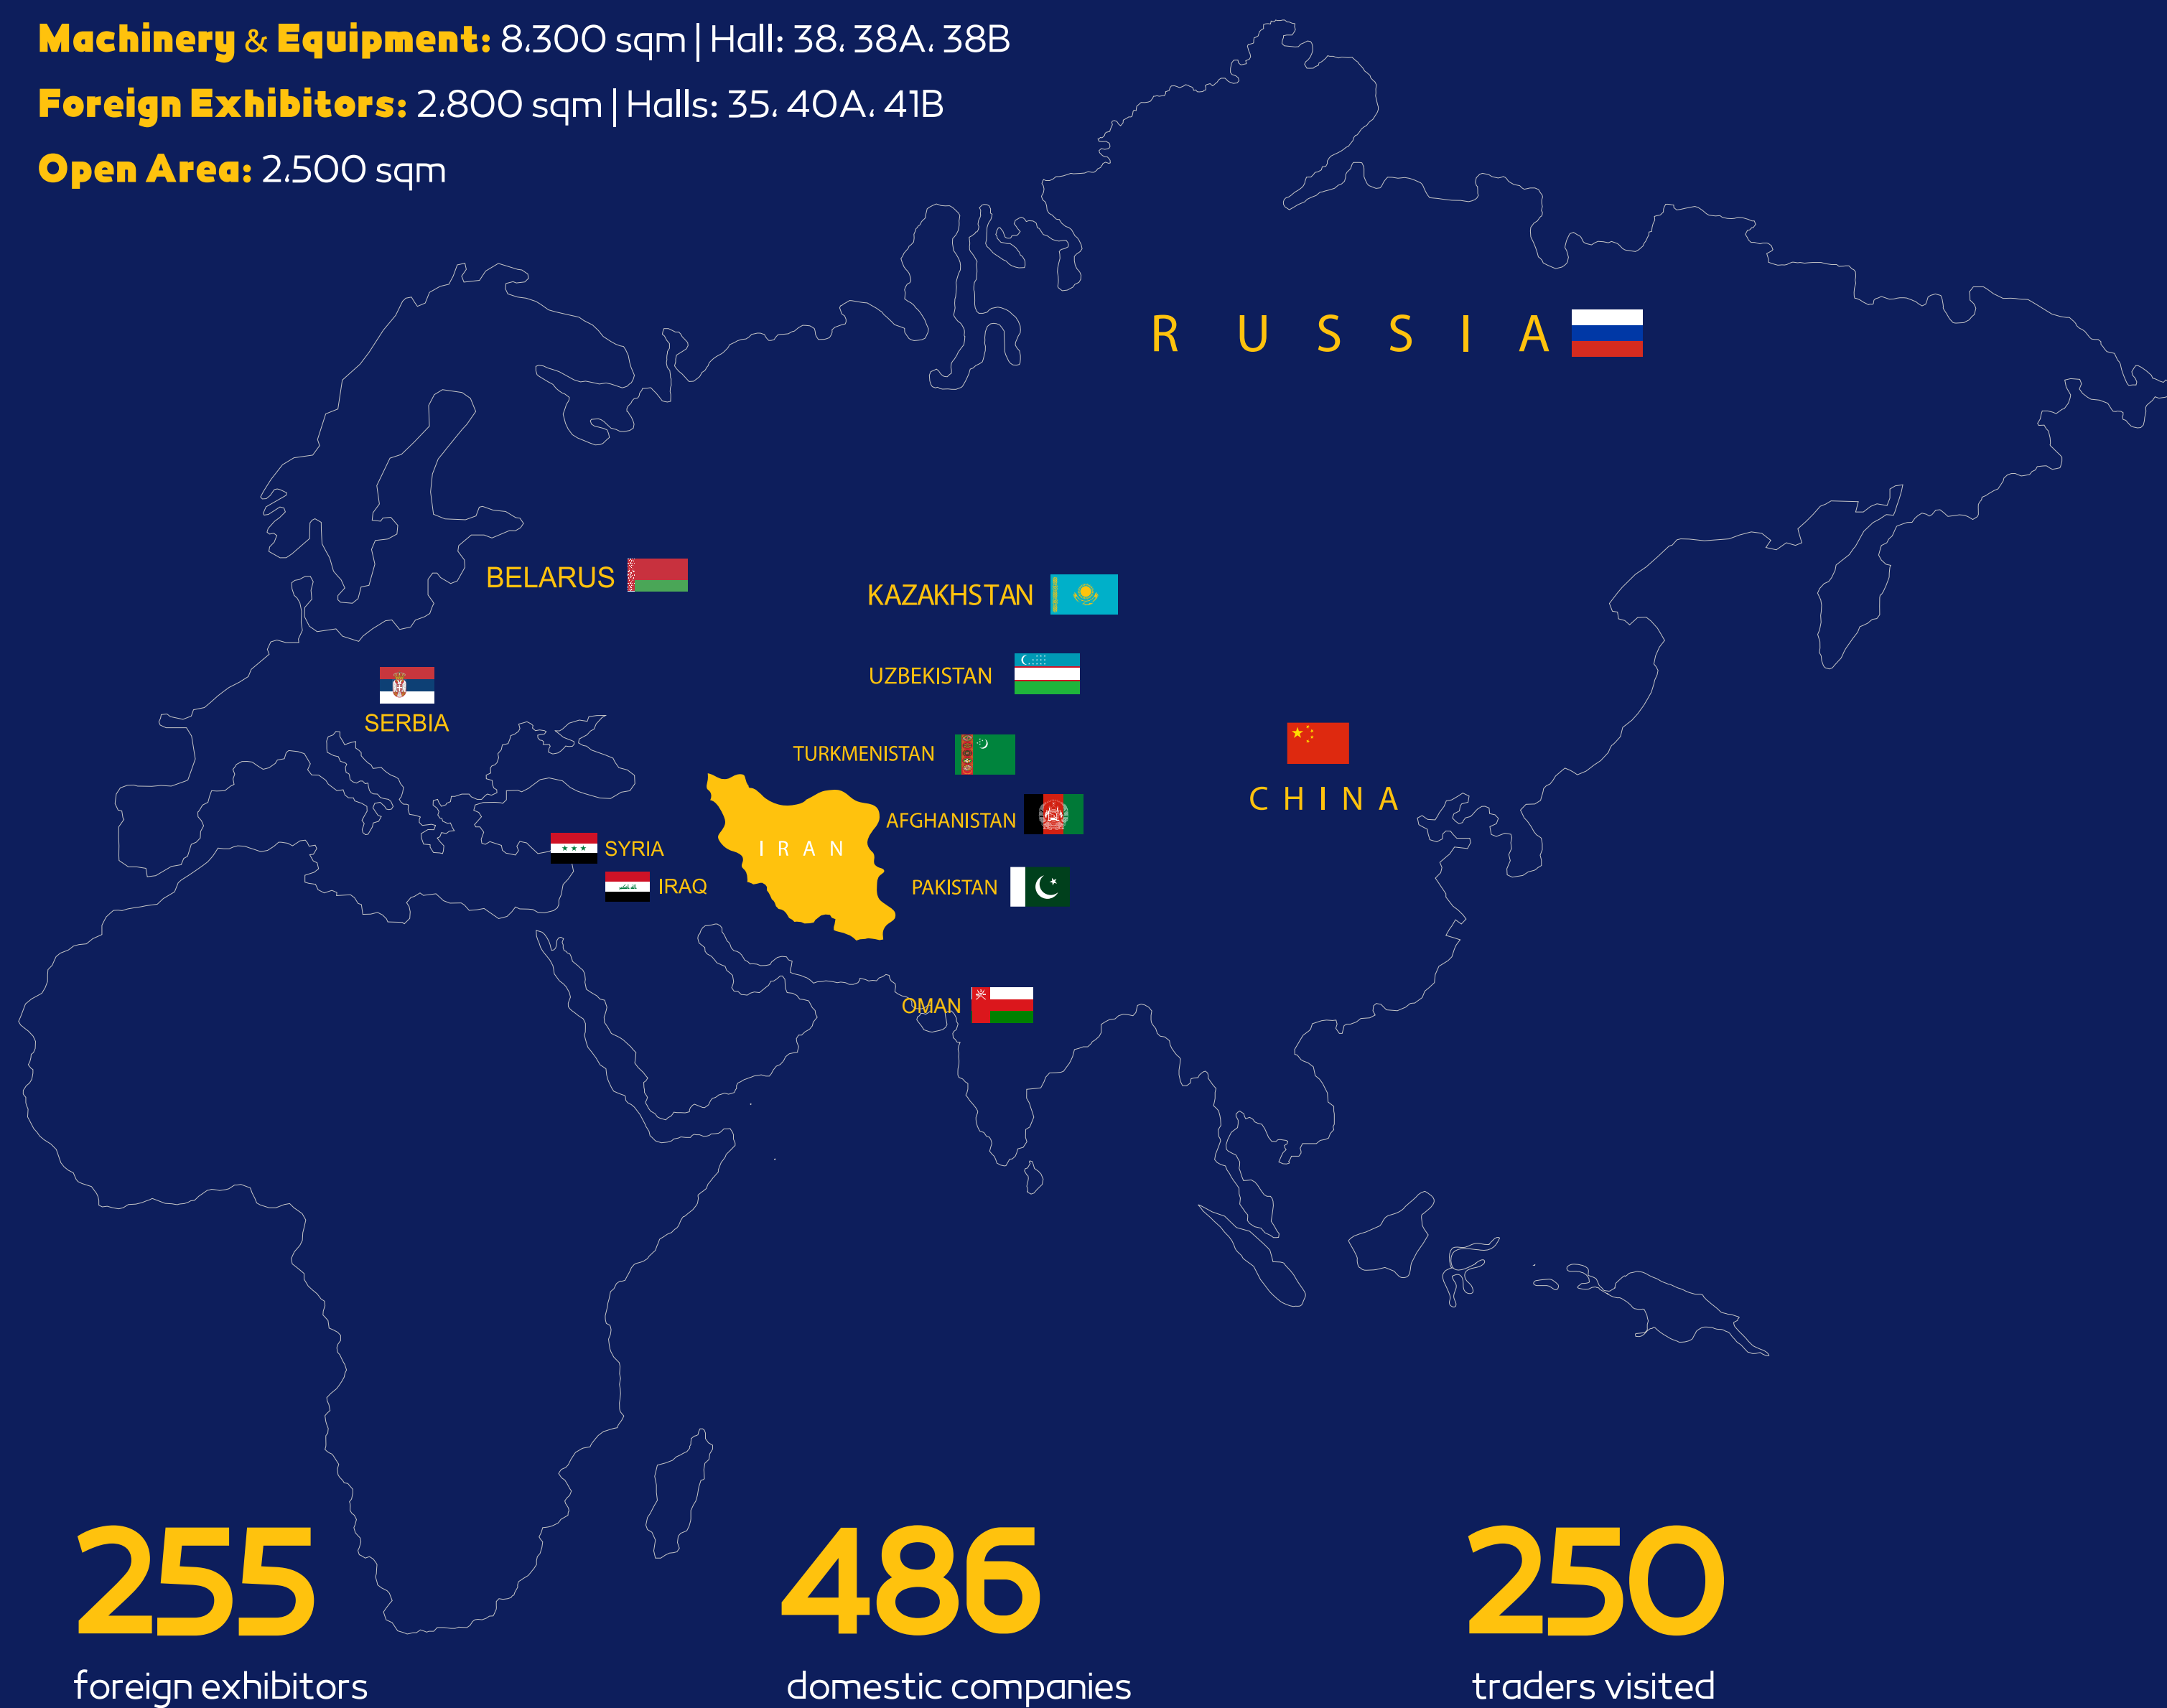 Machinery & Equipment: 8،300 sqm | Hall: 38، 38A، 38B
Foreign Exhibitors: 2،800 sqm | Halls: 35، 40A، 41B
Open Area: 2،500 sqm
RUSSIA
BELARUS
KAZAKHSTAN
UZBEKISTAN
SERBIA
TURKMENISTAN
CHINA
AFGHANISTAN
IRAN
SYRIA
IRAQ
PAKISTAN
OMAN
255
foreign exhibitors
486
domestic companies
250
traders visited